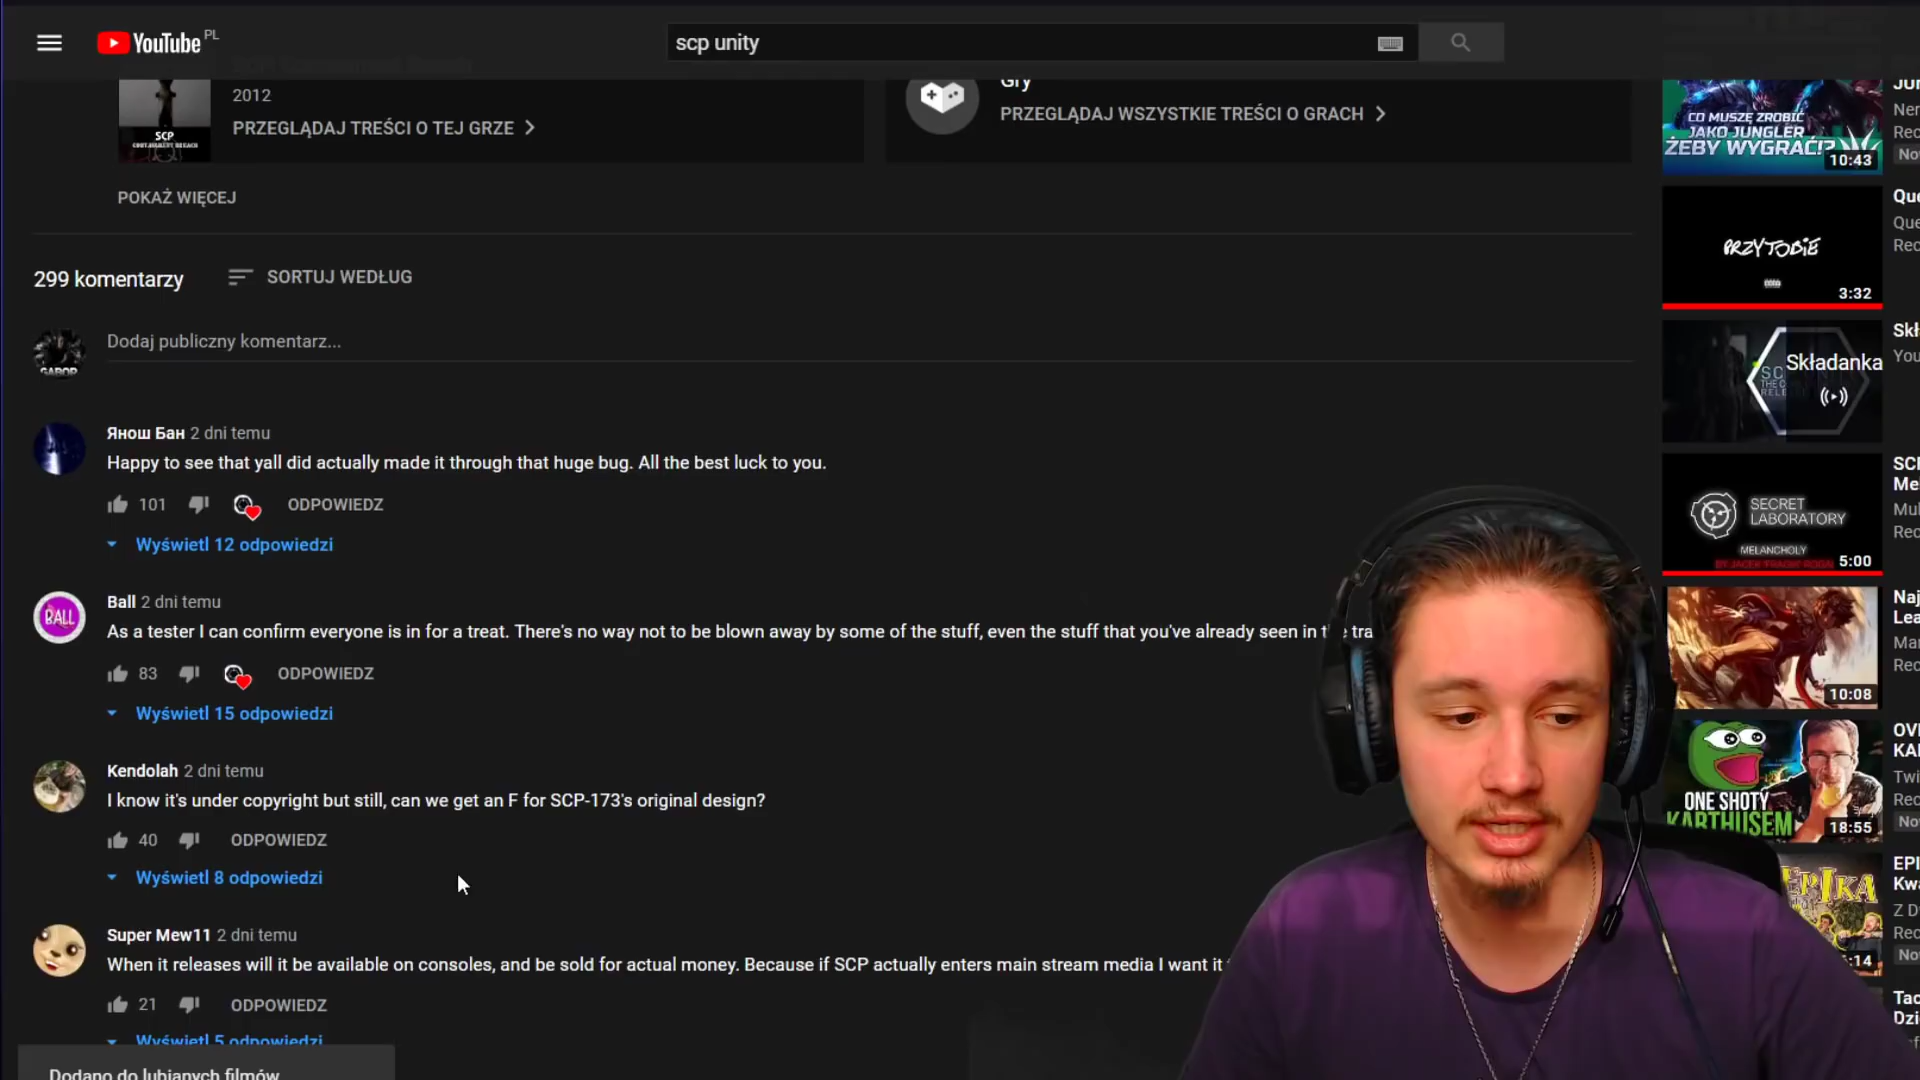 YouTube PL
scp unity
2012
PRZEGLĄDAJ TREŚCI O TEJ GRZE
SCP
CONTAINMENT BREACH
Gry
PRZEGLĄDAJ WSZYSTKIE TREŚCI O GRACH
POKAŻ WIĘCEJ
299 komentarzy
SORTUJ WEDŁUG
Dodaj publiczny komentarz...
GABOR
Янош Бан 2 dni temu
Happy to see that yall did actually made it through that huge bug. All the best luck to you.
101
ODPOWIEDZ
Wyświetl 12 odpowiedzi
BALL
Ball 2 dni temu
As a tester I can confirm everyone is in for a treat. There's no way not to be blown away by some of the stuff, even the stuff that you've already seen in
83
ODPOWIEDZ
Wyświetl 15 odpowiedzi
Kendolah 2 dni temu
I know it's under copyright but still, can we get an F for SCP-173's original design?
40
ODPOWIEDZ
Wyświetl 8 odpowiedzi
Super Mew11 2 dni temu
When it releases will it be available on consoles, and be sold for actual money. Because if SCP actually enters main stream media I want it
21
ODPOWIEDZ
Wyświetl 5 odpowiedzi
Dodano do lubianych filmów
CO MUSZĘ ZROBIĆ
JAKO JUNGLER
ŻEBY WYGRAĆ!?
10:43
PRZYTOBIE
3:32
Składanka
SECRET
LABORATORY
MELANCHOLY
5:00
10:08
ONE SHOTY
KARTHUSEM
18:55
EPIKA
:14